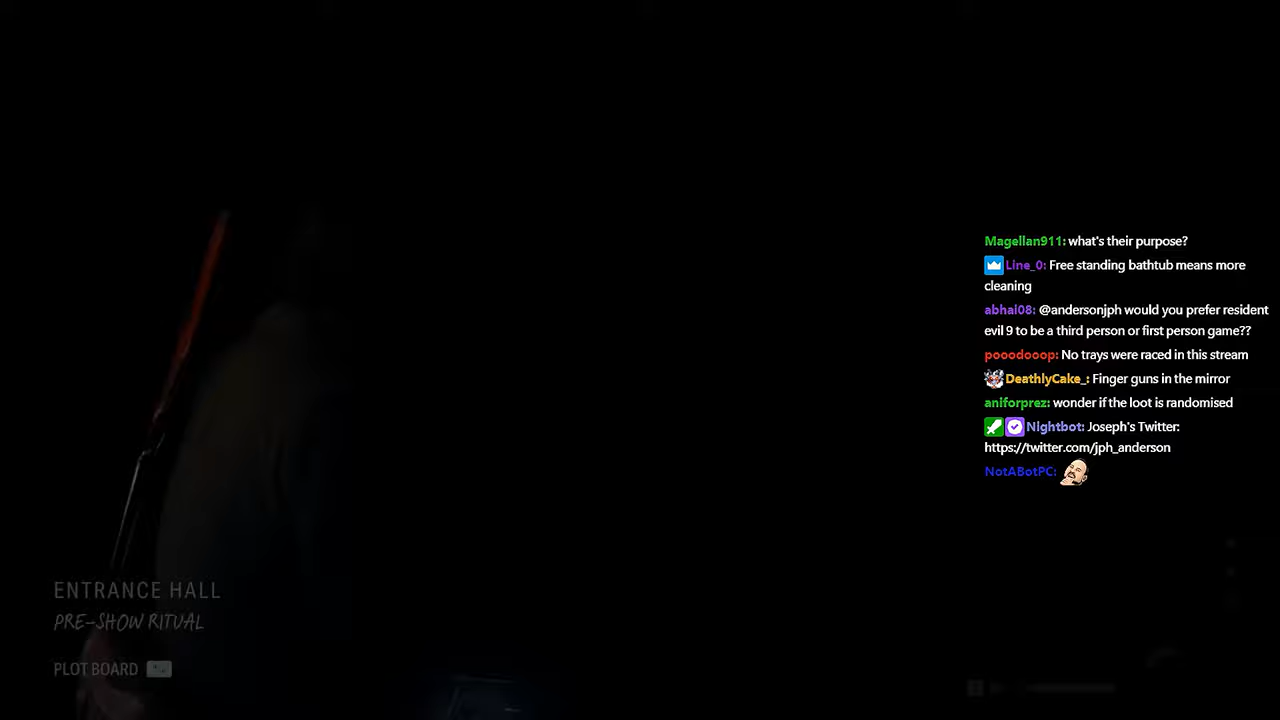 Magellan911: what's their purpose?
Line_0: Free standing bathtub means more
cleaning
abhal08: @andersonjph would you prefer resident
evil 9 to be a third person or first person game??
pooodooop: No trays were raced in this stream
DeathlyCake_: Finger guns in the mirror
aniforprez: wonder if the loot is randomised
Nightbot: Joseph's Twitter:
https://twitter.com/jph_anderson
NotABotPC:
ENTRANCE HALL
PRE-SHOW RITUAL
PLOT BOARD